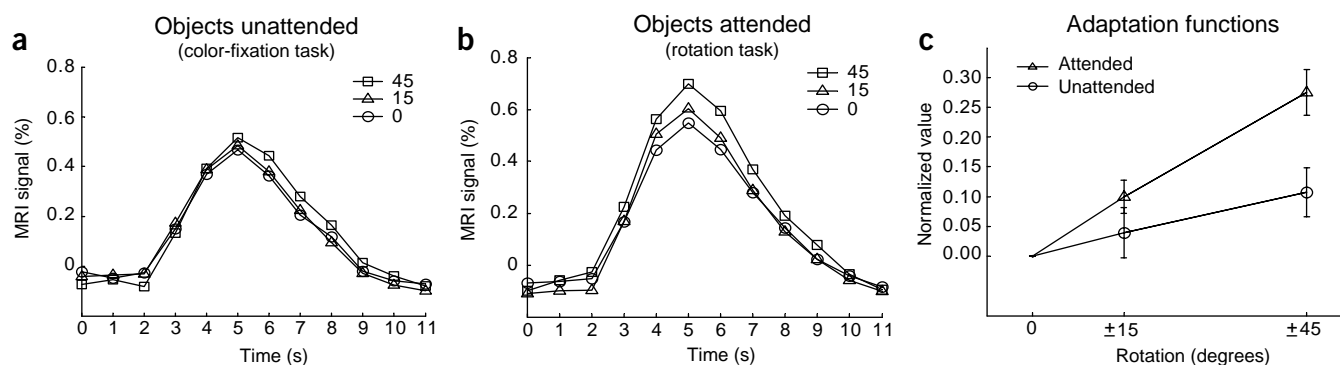 a
Objects unattended
(color-fixation task)
0.8
0.6
0.4
0.2
0
MRI signal (%)
45
15
0
0 1 2 3 4 5 6 7 8 9 10 11
Time (s)
b
Objects attended
(rotation task)
0.8
0.6
0.4
0.2
0
MRI signal (%)
45
15
0
0 1 2 3 4 5 6 7 8 9 10 11
Time (s)
c
Adaptation functions
0.30
0.25
0.20
0.15
0.10
0.05
0.00
Normalized value
Attended
Unattended
0 ±15 ±45
Rotation (degrees)